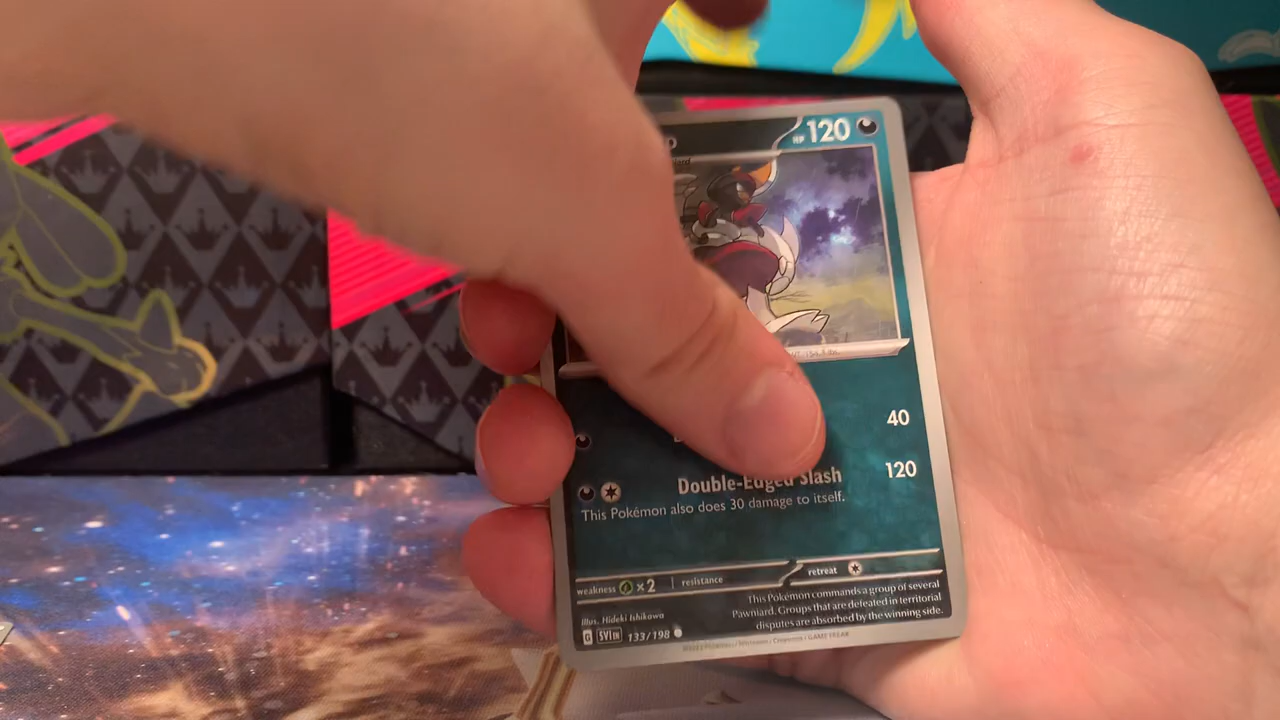 HP 120
40
Double-Edged Slash 120
This Pokémon also does 30 damage to itself.
weakness ×2 resistance retreat
This Pokémon commands a group of several
Pawniard. Groups that are defeated in territorial
disputes are absorbed by the winning side.
Illus. Hideki Ishikawa
G SVI EN 133/198